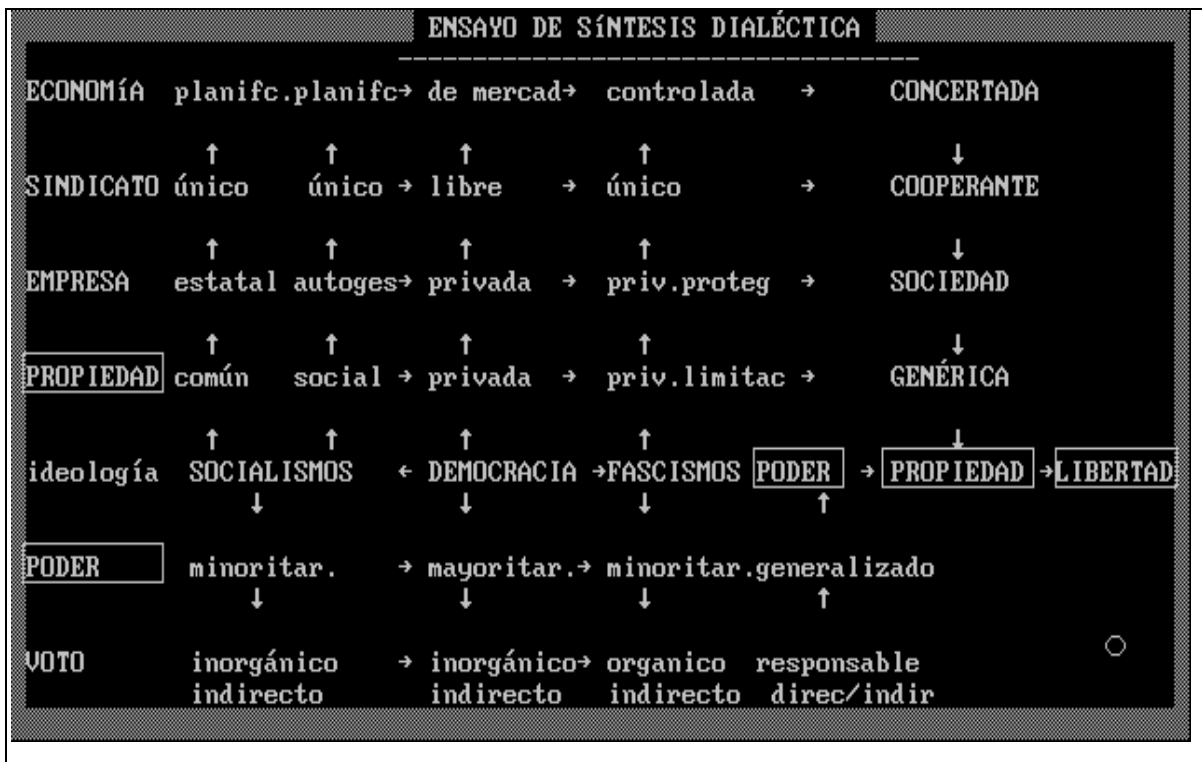 ENSAYO DE SíNTESIS DIALÉCTICA
ECONOMíA planifc.planifc→ de mercad→ controlada → CONCERTADA
↑ ↑ ↑ ↑ ↓
SINDICATO único único → libre → único → COOPERANTE
↑ ↑ ↑ ↑ ↓
EMPRESA estatal autoges→ privada → priv.proteg → SOCIEDAD
↑ ↑ ↑ ↑ ↓
PROPIEDAD común social → privada → priv.limitac → GENÉRICA
↑ ↑ ↑ ↑ ↓
ideología SOCIALISMOS ← DEMOCRACIA →FASCISMOS PODER → PROPIEDAD →LIBERTAD
↓ ↓ ↓ ↑
PODER minoritar. → mayoritar.→ minoritar.generalizado
↓ ↓ ↓ ↑
VOTO inorgánico → inorgánico→ organico responsable
indirecto indirecto indirecto direc/indir